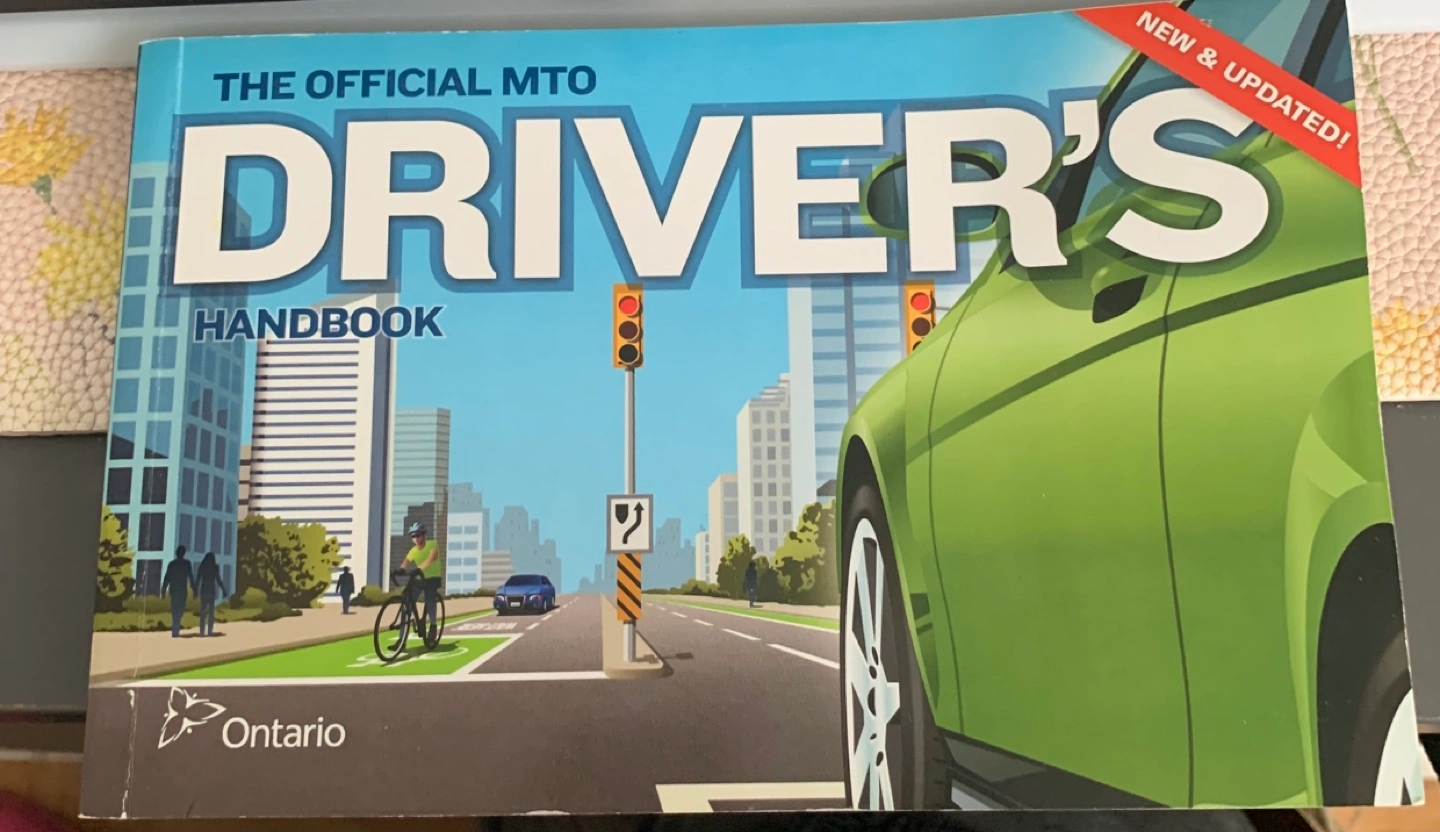 THE OFFICIAL MTO
DRIVER'S
HANDBOOK
NEW & UPDATED!
Ontario